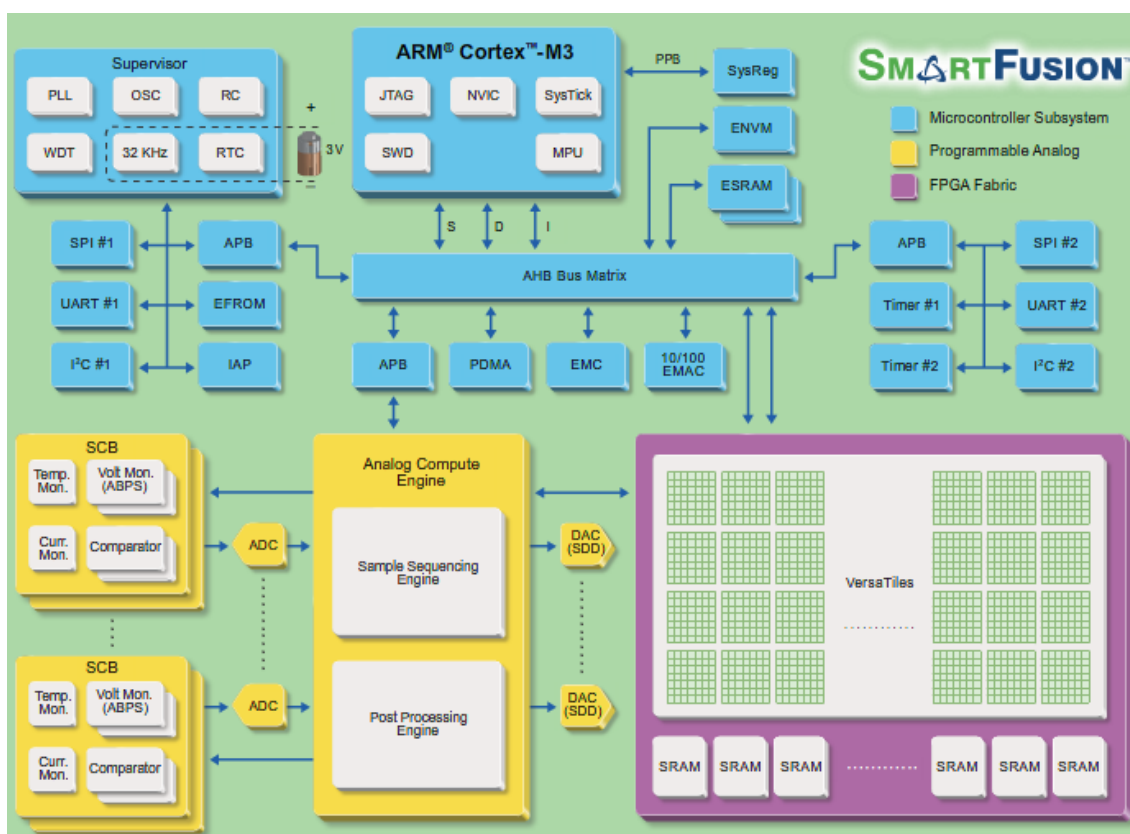 Supervisor
PLL
OSC
RC
WDT
32 KHz
RTC
+
3V
–
ARM® Cortex™-M3
JTAG
NVIC
SysTick
SWD
MPU
PPB
SysReg
ENVM
ESRAM
SMARTFUSION™
Microcontroller Subsystem
Programmable Analog
FPGA Fabric
S
D
I
SPI #1
APB
UART #1
EFROM
I²C #1
IAP
AHB Bus Matrix
APB
PDMA
EMC
10/100
EMAC
APB
SPI #2
Timer #1
UART #2
Timer #2
I²C #2
SCB
Temp.
Mon.
Volt Mon.
(ABPS)
Curr.
Mon.
Comparator
ADC
SCB
Temp.
Mon.
Volt Mon.
(ABPS)
Curr.
Mon.
Comparator
ADC
Analog Compute
Engine
Sample Sequencing
Engine
Post Processing
Engine
DAC
(SDD)
DAC
(SDD)
VersaTiles
SRAM
SRAM
SRAM
SRAM
SRAM
SRAM